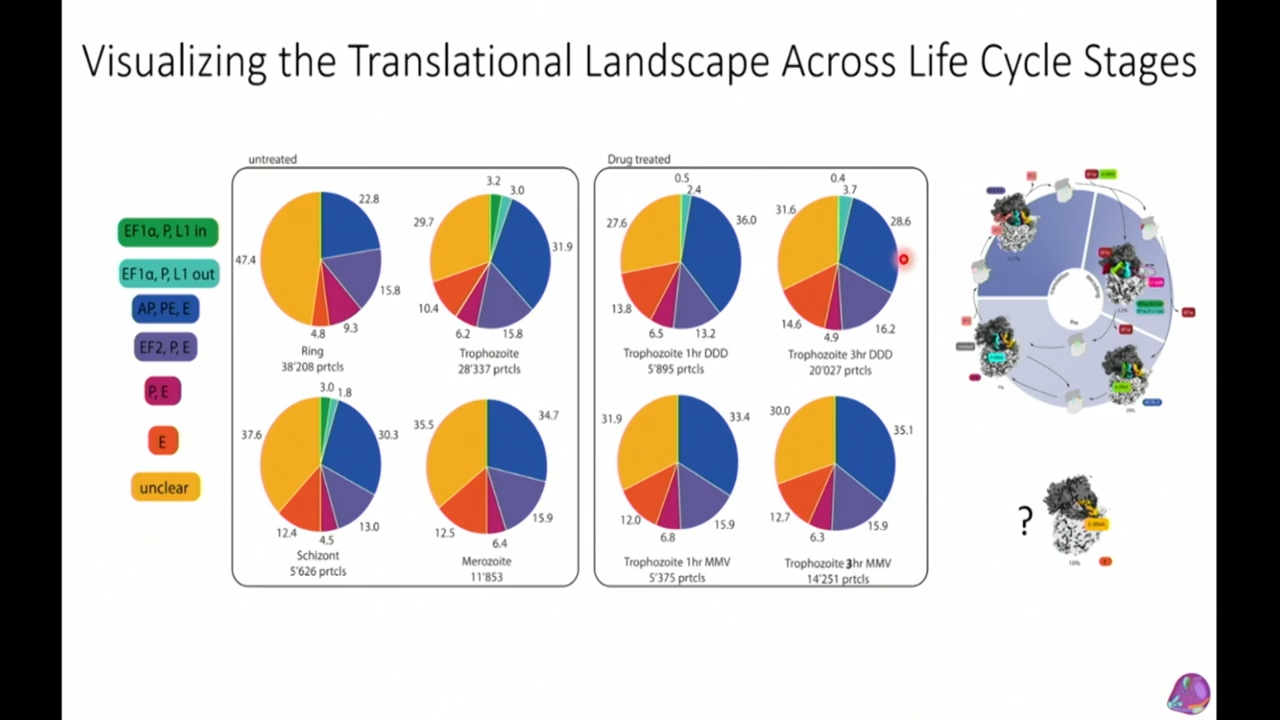 Visualizing the Translational Landscape Across Life Cycle Stages
untreated
Drug treated
EF1α, P, L1 in
EF1α, P, L1 out
AP, PE, E
EF2, P, E
P, E
E
unclear
22.8
15.8
9.3
4.8
47.4
Ring
38'208 prtcls
3.2
3.0
31.9
15.8
6.2
10.4
29.7
Trophozoite
28'337 prtcls
3.0
1.8
30.3
13.0
4.5
12.4
37.6
Schizont
5'626 prtcls
34.7
15.9
6.4
12.5
35.5
Merozoite
11'853
0.5
2.4
36.0
13.2
6.5
13.8
27.6
Trophozoite 1hr DDD
5'895 prtcls
0.4
3.7
28.6
16.2
4.9
14.6
31.6
Trophozoite 3hr DDD
20'027 prtcls
33.4
15.9
6.8
12.0
31.9
Trophozoite 1hr MMV
5'375 prtcls
35.1
15.9
6.3
12.7
30.0
Trophozoite 3hr MMV
14'251 prtcls
?
10%